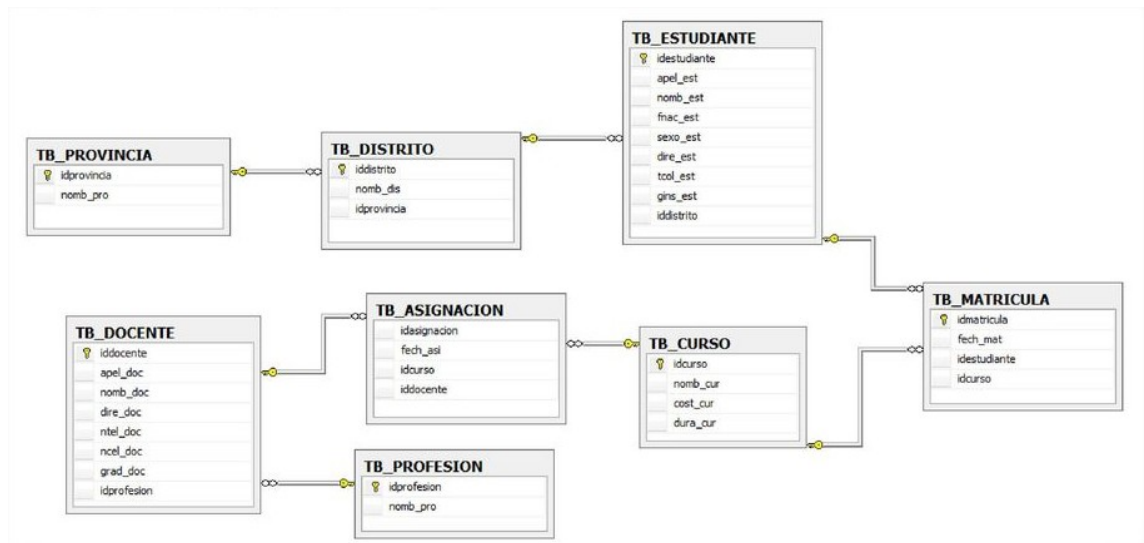 TB_PROVINCIA
idprovincia
nomb_pro
TB_DISTRITO
iddistrito
nomb_dis
idprovincia
TB_ESTUDIANTE
idestudiante
apel_est
nomb_est
fnac_est
sexo_est
dire_est
tcol_est
gins_est
iddistrito
TB_DOCENTE
iddocente
apel_doc
nomb_doc
dire_doc
ntel_doc
ncel_doc
grad_doc
idprofesion
TB_ASIGNACION
idasignacion
fech_asi
idcurso
iddocente
TB_PROFESION
idprofesion
nomb_pro
TB_CURSO
idcurso
nomb_cur
cost_cur
dura_cur
TB_MATRICULA
idmatricula
fech_mat
idestudiante
idcurso